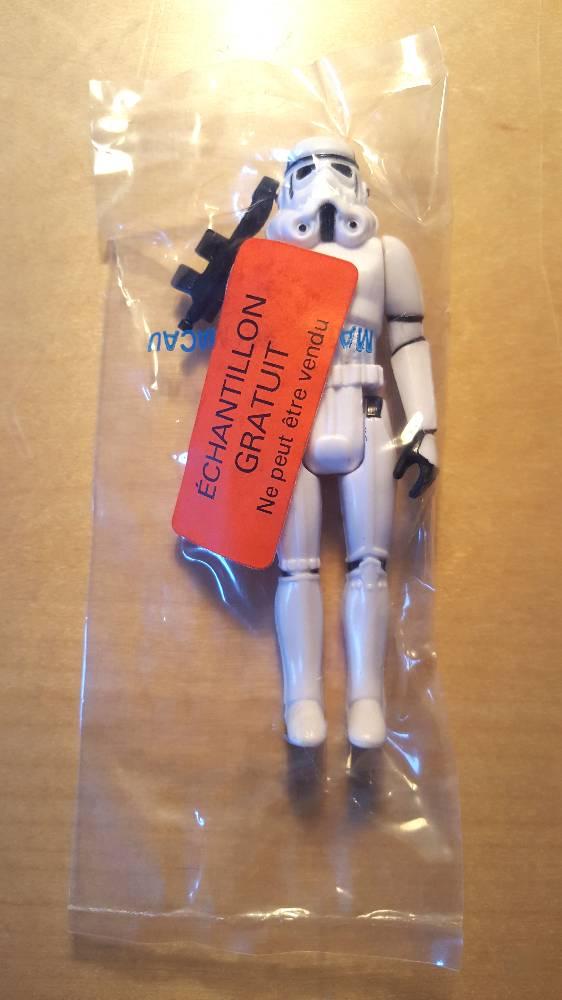 ÉCHANTILLON
GRATUIT
Ne peut être vendu